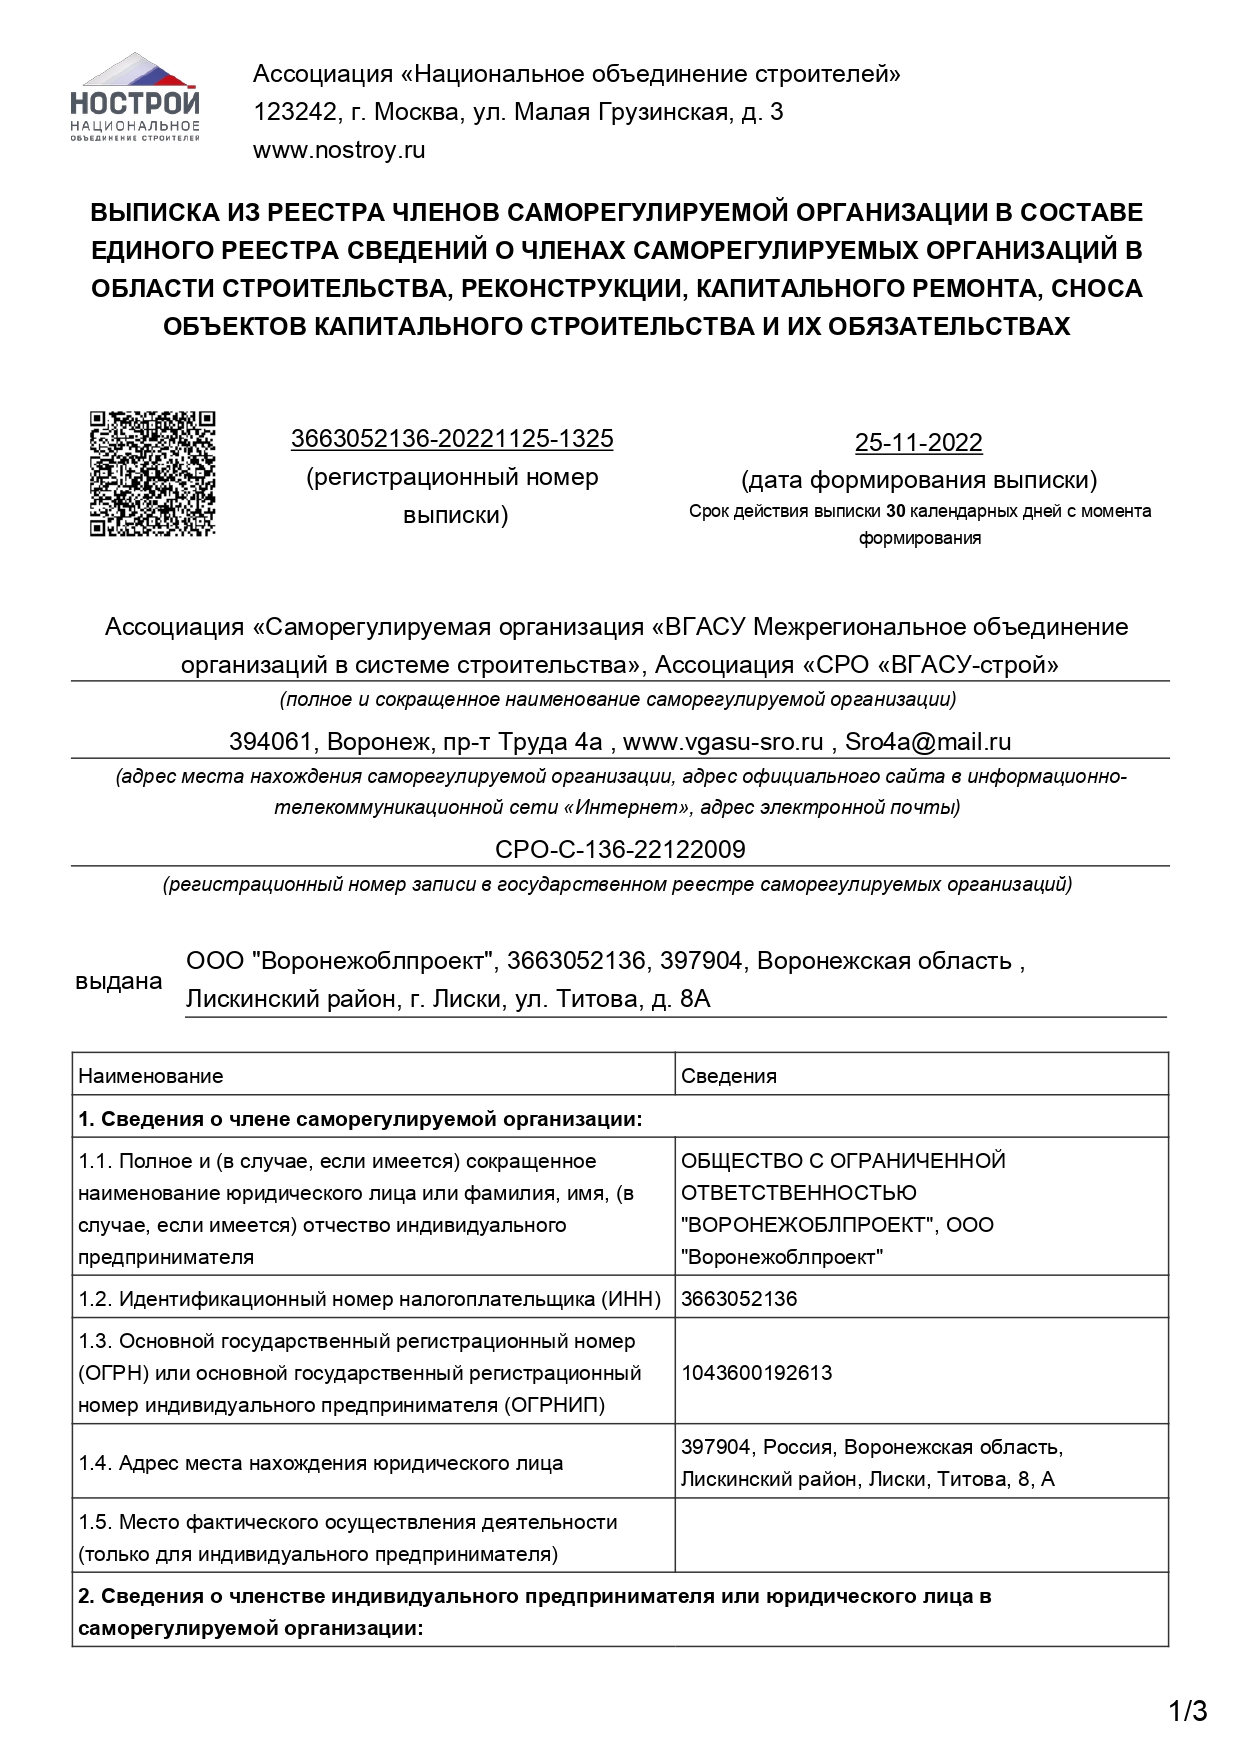 НОСТРОЙ
НАЦИОНАЛЬНОЕ
ОБЪЕДИНЕНИЕ СТРОИТЕЛЕЙ
Ассоциация «Национальное объединение строителей»
123242, г. Москва, ул. Малая Грузинская, д. 3
www.nostroy.ru
ВЫПИСКА ИЗ РЕЕСТРА ЧЛЕНОВ САМОРЕГУЛИРУЕМОЙ ОРГАНИЗАЦИИ В СОСТАВЕ
ЕДИНОГО РЕЕСТРА СВЕДЕНИЙ О ЧЛЕНАХ САМОРЕГУЛИРУЕМЫХ ОРГАНИЗАЦИЙ В
ОБЛАСТИ СТРОИТЕЛЬСТВА, РЕКОНСТРУКЦИИ, КАПИТАЛЬНОГО РЕМОНТА, СНОСА
ОБЪЕКТОВ КАПИТАЛЬНОГО СТРОИТЕЛЬСТВА И ИХ ОБЯЗАТЕЛЬСТВАХ
3663052136-20221125-1325
(регистрационный номер
выписки)
25-11-2022
(дата формирования выписки)
Срок действия выписки 30 календарных дней с момента
формирования
Ассоциация «Саморегулируемая организация «ВГАСУ Межрегиональное объединение
организаций в системе строительства», Ассоциация «СРО «ВГАСУ-строй»
(полное и сокращенное наименование саморегулируемой организации)
394061, Воронеж, пр-т Труда 4а , www.vgasu-sro.ru , Sro4a@mail.ru
(адрес места нахождения саморегулируемой организации, адрес официального сайта в информационно-
телекоммуникационной сети «Интернет», адрес электронной почты)
СРО-С-136-22122009
(регистрационный номер записи в государственном реестре саморегулируемых организаций)
выдана
ООО "Воронежоблпроект", 3663052136, 397904, Воронежская область ,
Лискинский район, г. Лиски, ул. Титова, д. 8А
Наименование
Сведения
1. Сведения о члене саморегулируемой организации:
1.1. Полное и (в случае, если имеется) сокращенное
наименование юридического лица или фамилия, имя, (в
случае, если имеется) отчество индивидуального
предпринимателя
ОБЩЕСТВО С ОГРАНИЧЕННОЙ
ОТВЕТСТВЕННОСТЬЮ
"ВОРОНЕЖОБЛПРОЕКТ", ООО
"Воронежоблпроект"
1.2. Идентификационный номер налогоплательщика (ИНН)
3663052136
1.3. Основной государственный регистрационный номер
(ОГРН) или основной государственный регистрационный
номер индивидуального предпринимателя (ОГРНИП)
1043600192613
1.4. Адрес места нахождения юридического лица
397904, Россия, Воронежская область,
Лискинский район, Лиски, Титова, 8, А
1.5. Место фактического осуществления деятельности
(только для индивидуального предпринимателя)
2. Сведения о членстве индивидуального предпринимателя или юридического лица в
саморегулируемой организации:
1/3